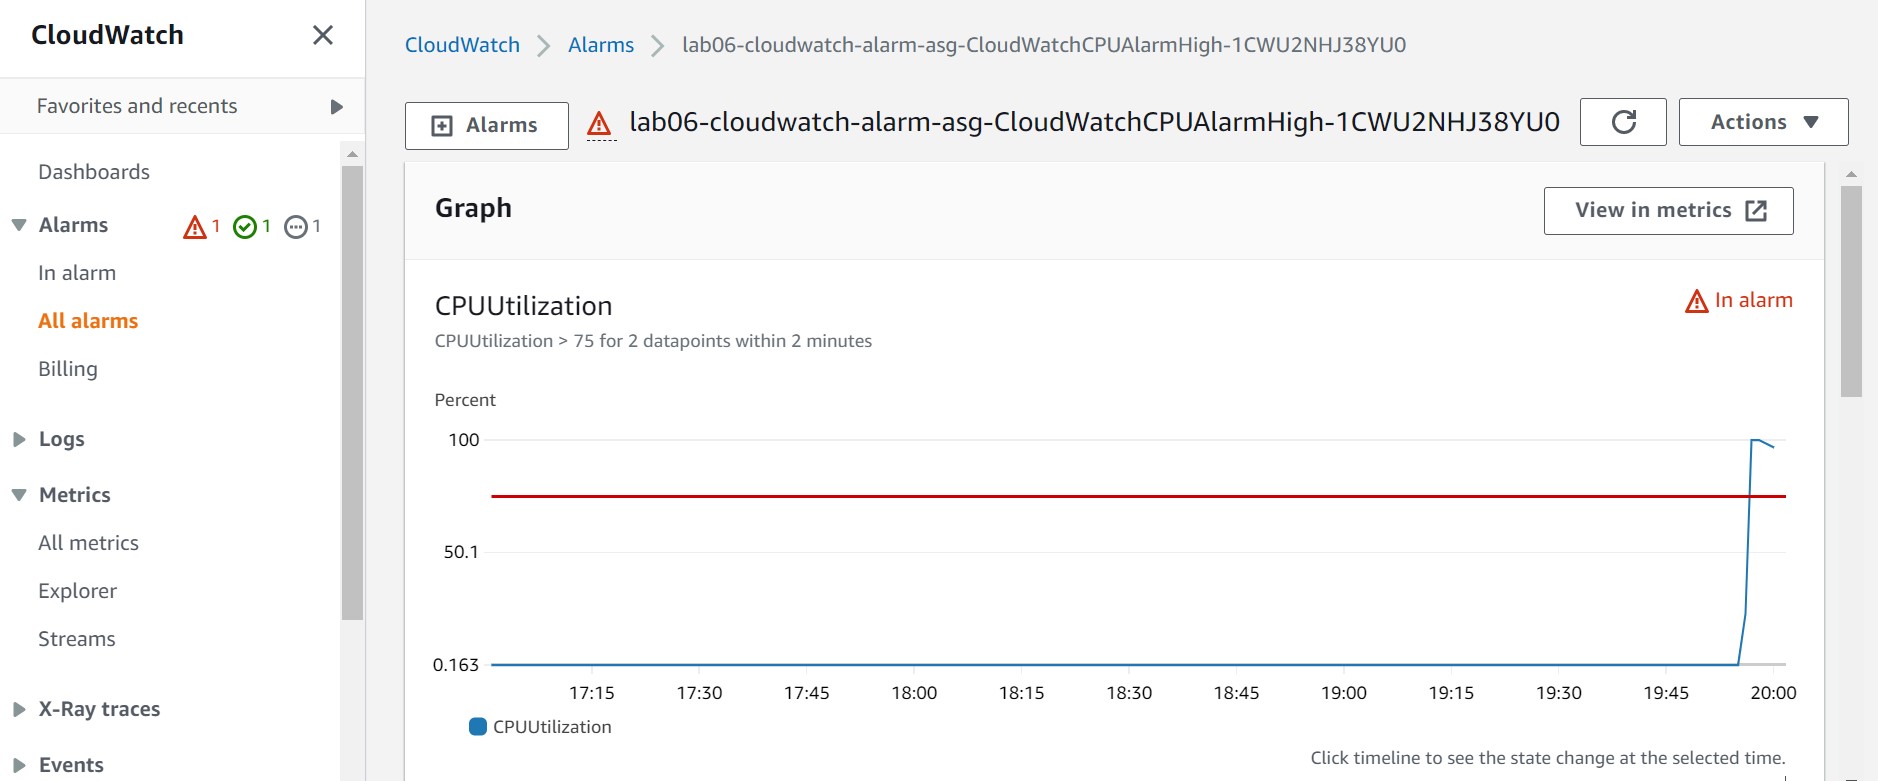 CloudWatch
Favorites and recents
Dashboards
Alarms 1 1 1
In alarm
All alarms
Billing
Logs
Metrics
All metrics
Explorer
Streams
X-Ray traces
Events
CloudWatch Alarms lab06-cloudwatch-alarm-asg-CloudWatchCPUAlarmHigh-1CWU2NHJ38YU0
Alarms lab06-cloudwatch-alarm-asg-CloudWatchCPUAlarmHigh-1CWU2NHJ38YU0 Actions
Graph View in metrics
CPUUtilization In alarm
CPUUtilization > 75 for 2 datapoints within 2 minutes
Percent
100
50.1
0.163
17:15 17:30 17:45 18:00 18:15 18:30 18:45 19:00 19:15 19:30 19:45 20:00
CPUUtilization
Click timeline to see the state change at the selected time.